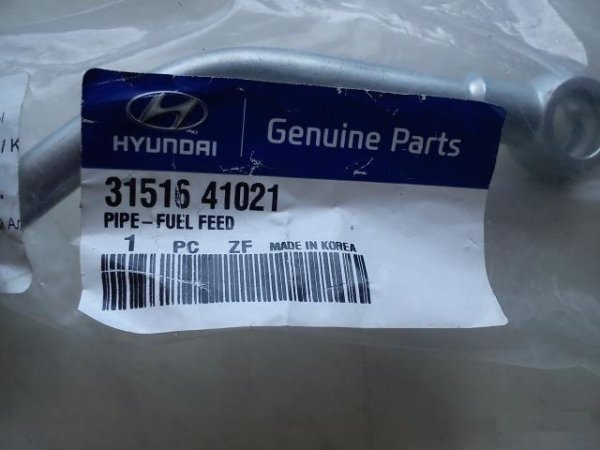 HYUNDAI
Genuine Parts
31516 41021
PIPE-FUEL FEED
1 PC ZF MADE IN KOREA